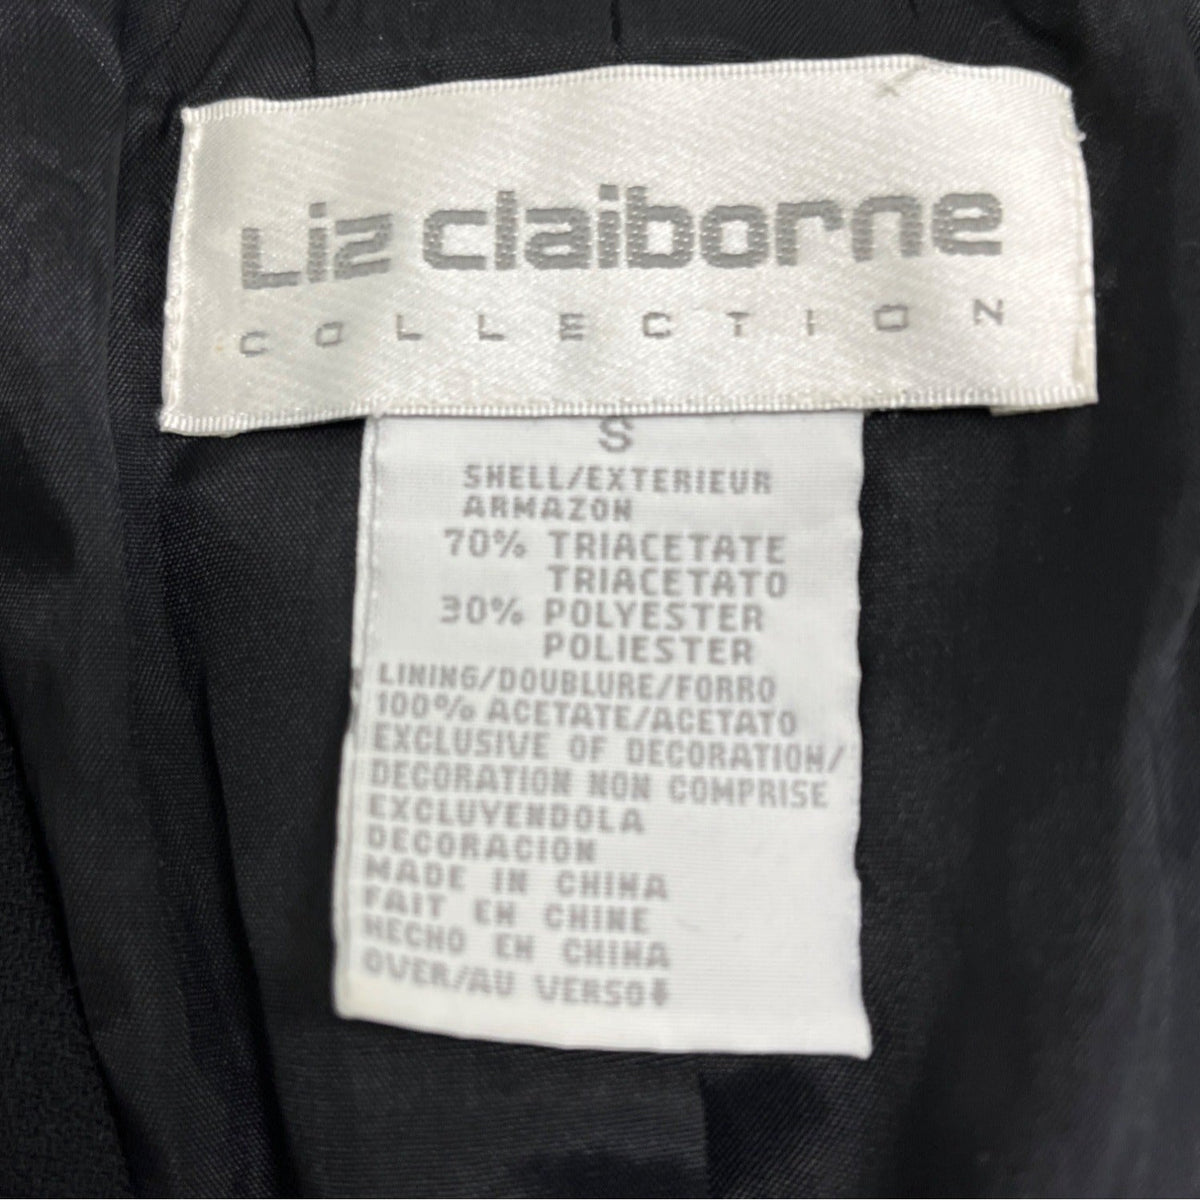 Liz claiborne
COLLECTION
S
SHELL/EXTERIEUR
ARMAZON
70% TRIACETATE
TRIACETATO
30% POLYESTER
POLIESTER
LINING/DOUBLURE/FORRO
100% ACETATE/ACETATO
EXCLUSIVE OF DECORATION/
DECORATION NON COMPRISE
EXCLUYENDOLA
DECORACION
MADE IN CHINA
FAIT EN CHINE
HECHO EN CHINA
OVER/AU VERSO⬇